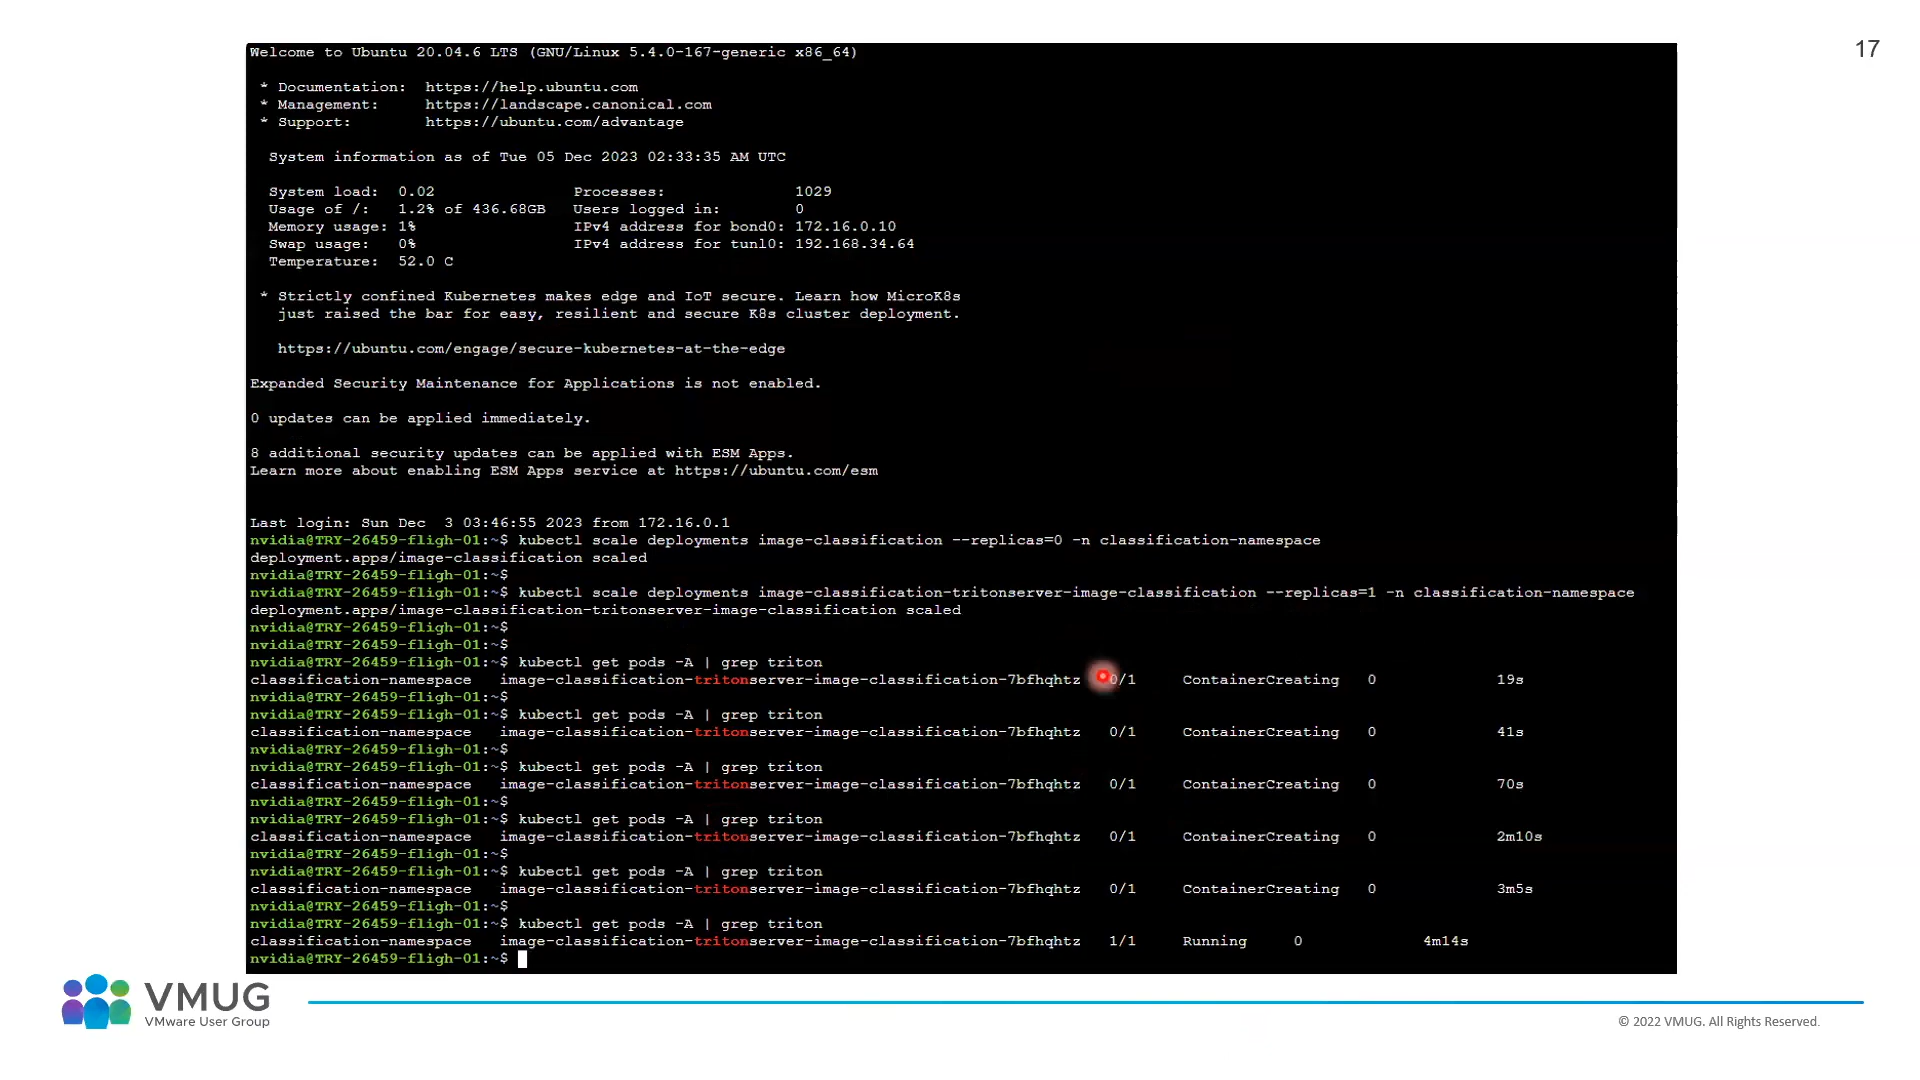 17
Welcome to Ubuntu 20.04.6 LTS (GNU/Linux 5.4.0-167-generic x86_64)
* Documentation: https://help.ubuntu.com
* Management: https://landscape.canonical.com
* Support: https://ubuntu.com/advantage
System information as of Tue 05 Dec 2023 02:33:35 AM UTC
System load: 0.02 Processes: 1029
Usage of /: 1.2% of 436.68GB Users logged in: 0
Memory usage: 1% IPv4 address for bond0: 172.16.0.10
Swap usage: 0% IPv4 address for tunl0: 192.168.34.64
Temperature: 52.0 C
* Strictly confined Kubernetes makes edge and IoT secure. Learn how MicroK8s
just raised the bar for easy, resilient and secure K8s cluster deployment.
https://ubuntu.com/engage/secure-kubernetes-at-the-edge
Expanded Security Maintenance for Applications is not enabled.
0 updates can be applied immediately.
8 additional security updates can be applied with ESM Apps.
Learn more about enabling ESM Apps service at https://ubuntu.com/esm
Last login: Sun Dec 3 03:46:55 2023 from 172.16.0.1
nvidia@TRY-26459-fligh-01:~$ kubectl scale deployments image-classification --replicas=0 -n classification-namespace
deployment.apps/image-classification scaled
nvidia@TRY-26459-fligh-01:~$
nvidia@TRY-26459-fligh-01:~$ kubectl scale deployments image-classification-tritonserver-image-classification --replicas=1 -n classification-namespace
deployment.apps/image-classification-tritonserver-image-classification scaled
nvidia@TRY-26459-fligh-01:~$
nvidia@TRY-26459-fligh-01:~$
nvidia@TRY-26459-fligh-01:~$ kubectl get pods -A | grep triton
classification-namespace image-classification-tritonserver-image-classification-7bfhqhtz 0/1 ContainerCreating 0 19s
nvidia@TRY-26459-fligh-01:~$
nvidia@TRY-26459-fligh-01:~$ kubectl get pods -A | grep triton
classification-namespace image-classification-tritonserver-image-classification-7bfhqhtz 0/1 ContainerCreating 0 41s
nvidia@TRY-26459-fligh-01:~$
nvidia@TRY-26459-fligh-01:~$ kubectl get pods -A | grep triton
classification-namespace image-classification-tritonserver-image-classification-7bfhqhtz 0/1 ContainerCreating 0 70s
nvidia@TRY-26459-fligh-01:~$
nvidia@TRY-26459-fligh-01:~$ kubectl get pods -A | grep triton
classification-namespace image-classification-tritonserver-image-classification-7bfhqhtz 0/1 ContainerCreating 0 2m10s
nvidia@TRY-26459-fligh-01:~$
nvidia@TRY-26459-fligh-01:~$ kubectl get pods -A | grep triton
classification-namespace image-classification-tritonserver-image-classification-7bfhqhtz 0/1 ContainerCreating 0 3m5s
nvidia@TRY-26459-fligh-01:~$
nvidia@TRY-26459-fligh-01:~$ kubectl get pods -A | grep triton
classification-namespace image-classification-tritonserver-image-classification-7bfhqhtz 1/1 Running 0 4m14s
nvidia@TRY-26459-fligh-01:~$
VMUG
VMware User Group
© 2022 VMUG. All Rights Reserved.